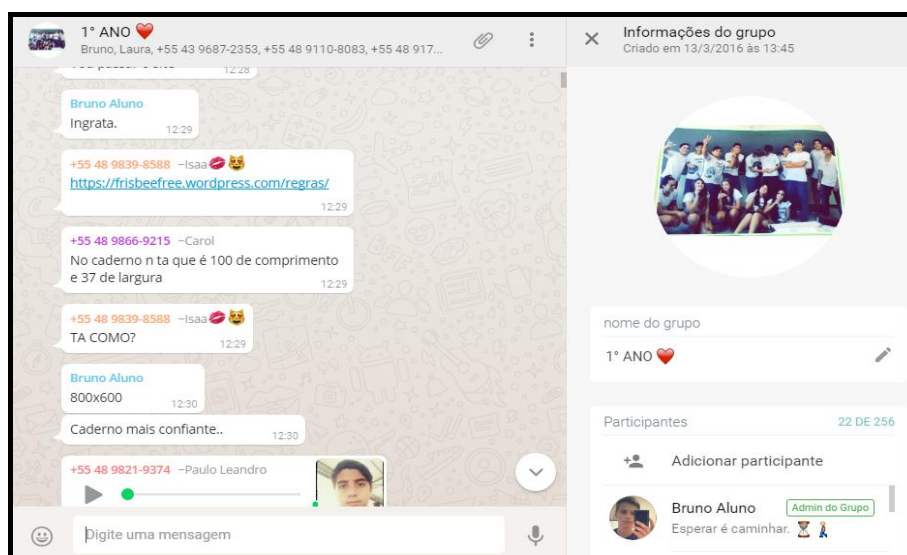 1° ANO ❤️
Bruno, Laura, +55 43 9687-2353, +55 48 9110-8083, +55 48 917...
12:28
Bruno Aluno
Ingrata.
12:29
+55 48 9839-8588 ~Isaa💋😻
https://frisbeefree.wordpress.com/regras/
12:29
+55 48 9866-9215 ~Carol
No caderno n ta que é 100 de comprimento
e 37 de largura
12:29
+55 48 9839-8588 ~Isaa💋😻
TA COMO?
12:29
Bruno Aluno
800x600
12:30
Caderno mais confiante..
12:30
+55 48 9821-9374 ~Paulo Leandro
Digite uma mensagem
Informações do grupo
Criado em 13/3/2016 às 13:45
nome do grupo
1° ANO ❤️
Participantes 22 DE 256
Adicionar participante
Bruno Aluno Admin do Grupo
Esperar é caminhar. ⏳🚶